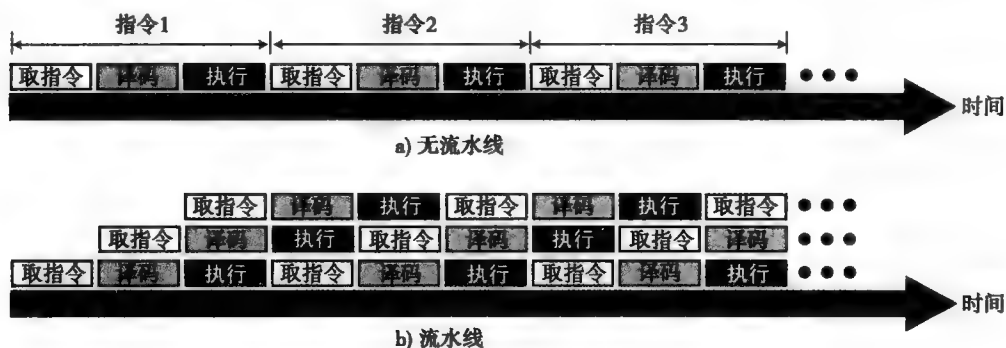 指令1 指令2 指令3
取指令 译码 执行 取指令 译码 执行 取指令 译码 执行
时间
a) 无流水线
取指令 译码 执行 取指令 译码 执行 取指令
取指令 译码 执行 取指令 译码 执行 取指令 译码
取指令 译码 执行 取指令 译码 执行 取指令 译码 执行
时间
b) 流水线